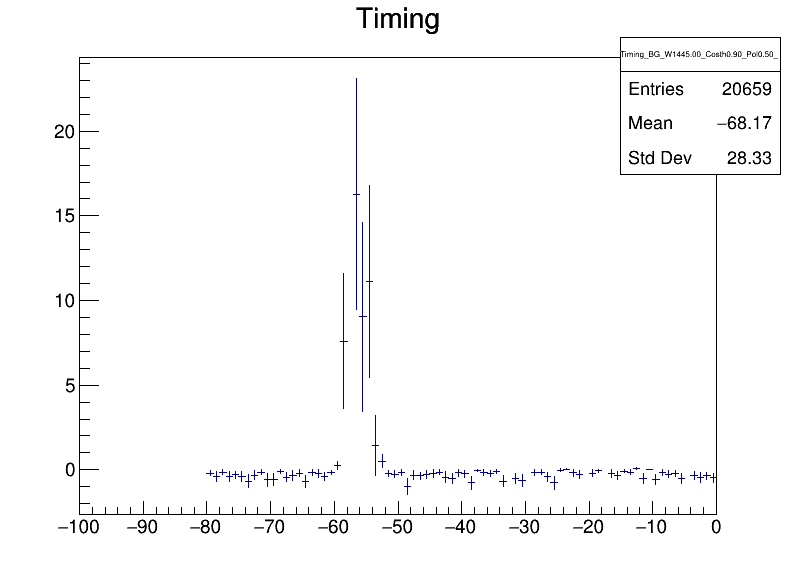 Timing
Timing_BG_W1445.00_Costh0.90_Pol0.50_
Entries 20659
Mean −68.17
Std Dev 28.33
20
15
10
5
0
−100 −90 −80 −70 −60 −50 −40 −30 −20 −10 0